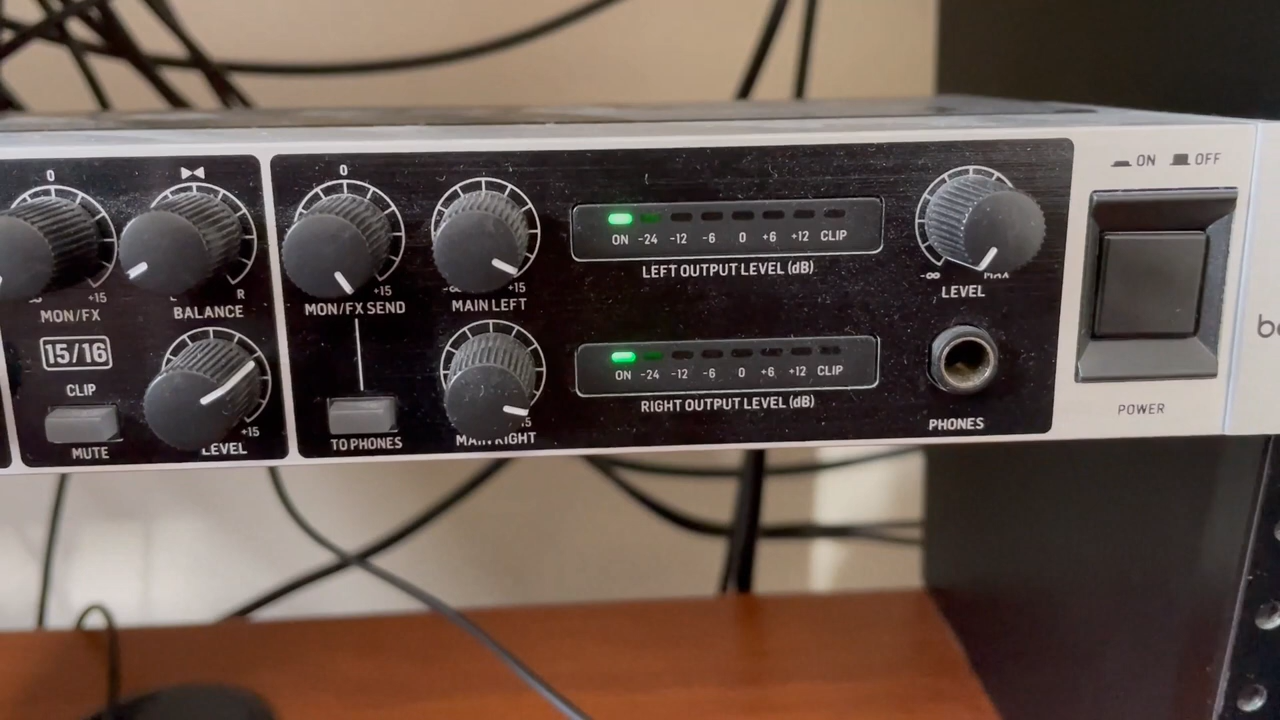 0
+15
MON/FX
R
BALANCE
15/16
CLIP
MUTE
+15
LEVEL
0
+15
MON/FX SEND
TO PHONES
+15
MAIN LEFT
MAIN RIGHT
ON -24 -12 -6 0 +6 +12 CLIP
LEFT OUTPUT LEVEL (dB)
ON -24 -12 -6 0 +6 +12 CLIP
RIGHT OUTPUT LEVEL (dB)
-∞ MAX
LEVEL
PHONES
ON OFF
POWER